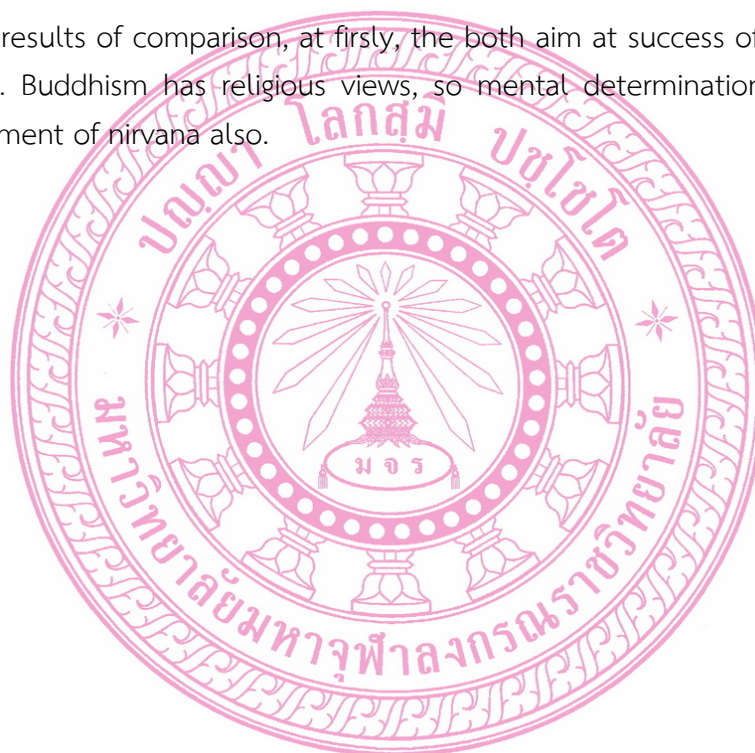 results of comparison, at firsly, the both aim at success of
. Buddhism has religious views, so mental determination
ment of nirvana also.
ปญฺญา โลกสฺมิ ปชฺโชโต
ม จ ร
มหาวิทยาลัยมหาจุฬาลงกรณราชวิทยาลัย